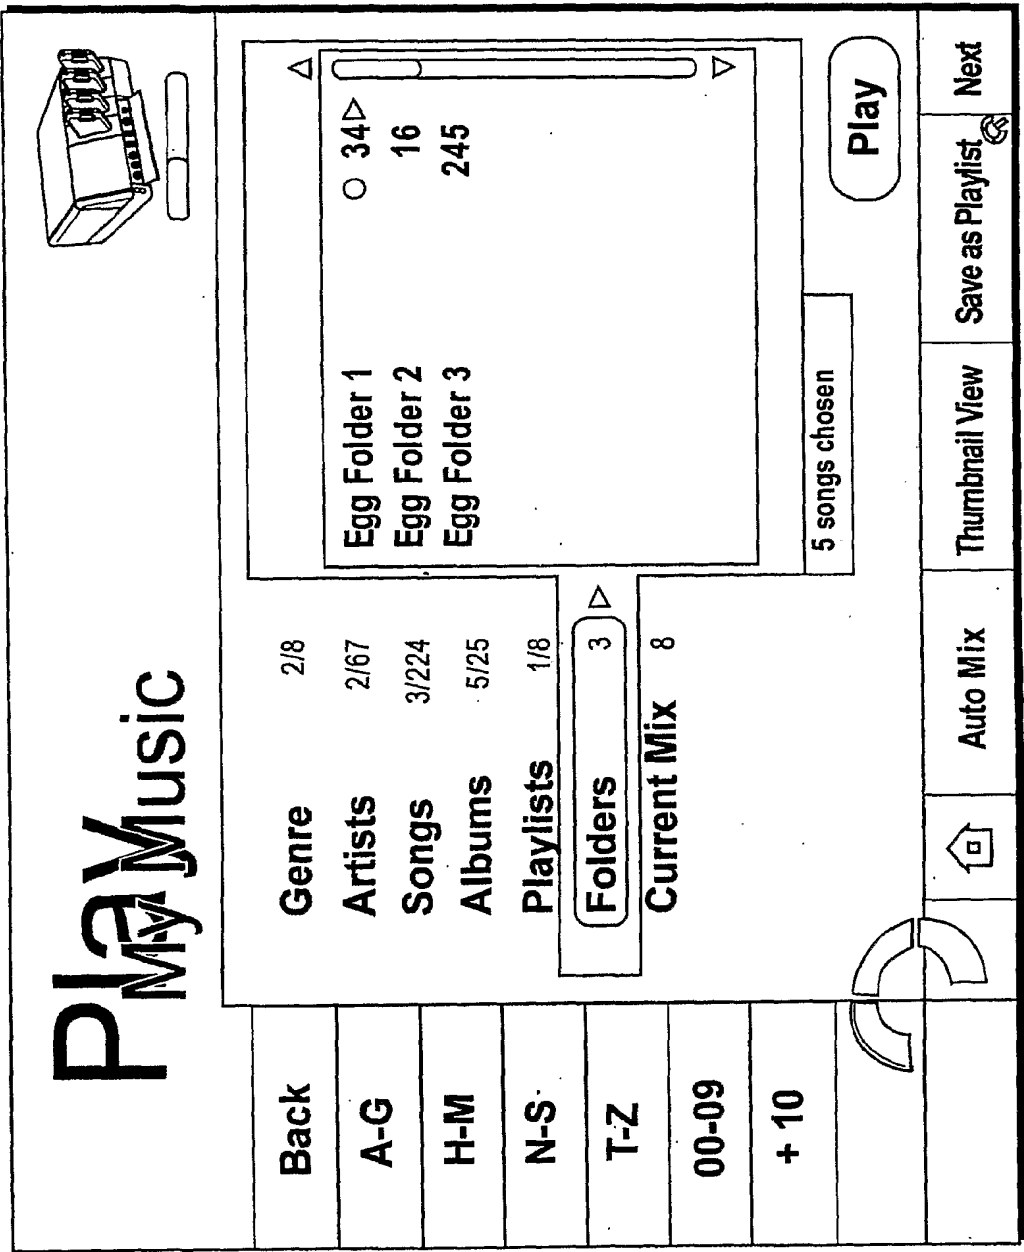 Play
My Music
Back
A-G
H-M
N-S
T-Z
00-09
+ 10
Genre 2/8
Artists 2/67
Songs 3/224
Albums 5/25
Playlists 1/8
Folders 3
Current Mix 8
Egg Folder 1 34
Egg Folder 2 16
Egg Folder 3 245
5 songs chosen
Play
Auto Mix
Thumbnail View
Save as Playlist
Next